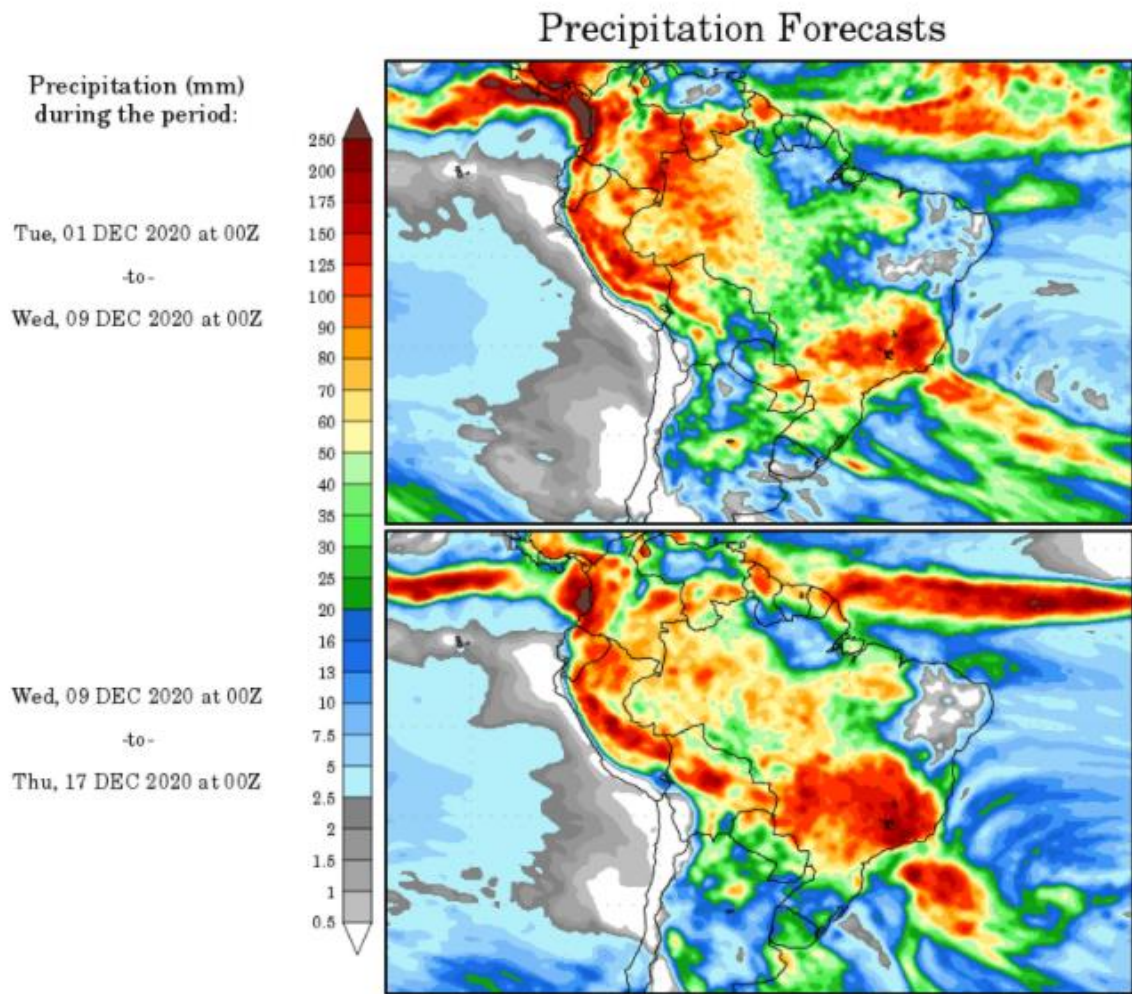 Precipitation Forecasts
Precipitation (mm)
during the period:
Tue, 01 DEC 2020 at 00Z
-to-
Wed, 09 DEC 2020 at 00Z
Wed, 09 DEC 2020 at 00Z
-to-
Thu, 17 DEC 2020 at 00Z
250
200
175
150
125
100
90
80
70
60
50
40
35
30
25
20
16
13
10
7.5
5
2.5
2
1.5
1
0.5